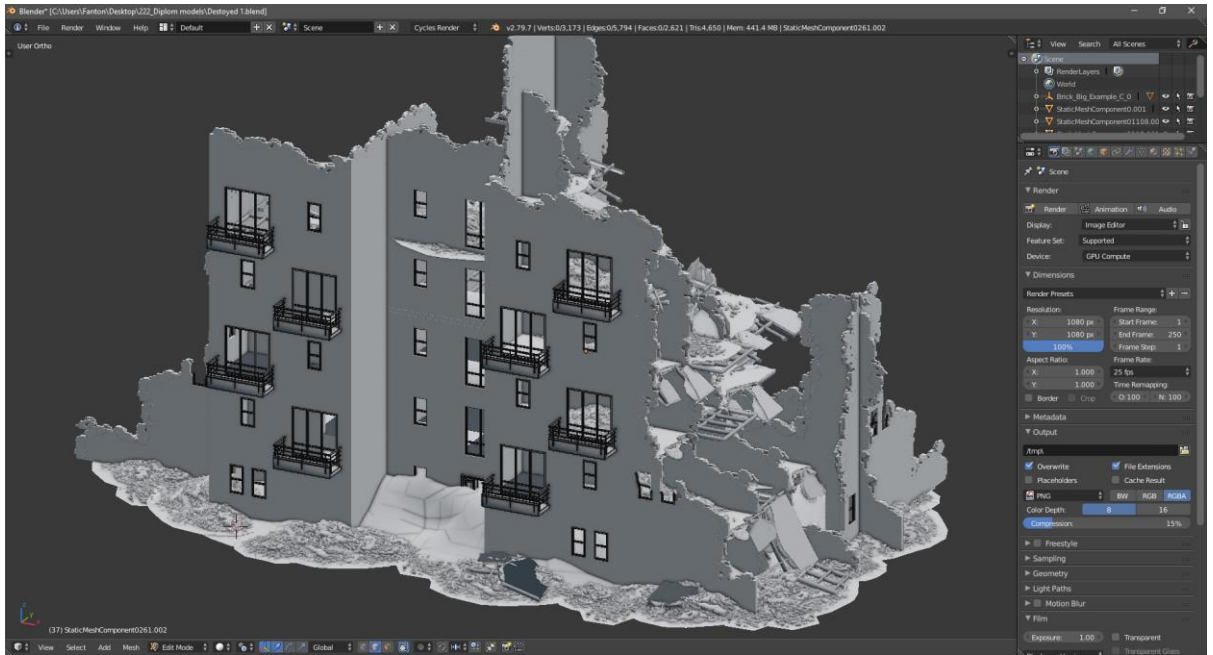 Blender* [C:\Users\Fanton\Desktop\222_Diplom models\Destoyed 1.blend]
File Render Window Help Default Scene Cycles Render v2.79.7 | Verts:0/3,173 | Edges:0/5,794 | Faces:0/2,621 | Tris:4,650 | Mem: 441.4 MB | StaticMeshComponent0261.002
User Ortho
View Search All Scenes
Scene
RenderLayers
World
Brick_Big_Example_C_0
StaticMeshComponent0.001
StaticMeshComponent01108.00
Scene
Render
Render Animation Audio
Display: Image Editor
Feature Set: Supported
Device: GPU Compute
Dimensions
Render Presets
Resolution: Frame Range:
X: 1080 px Start Frame: 1
Y: 1080 px End Frame: 250
100% Frame Step: 1
Aspect Ratio: Frame Rate:
X: 1.000 25 fps
Y: 1.000 Time Remapping:
Border Crop O: 100 N: 100
Metadata
Output
/tmp\
Overwrite File Extensions
Placeholders Cache Result
PNG BW RGB RGBA
Color Depth: 8 16
Compression: 15%
Freestyle
Sampling
Geometry
Light Paths
Motion Blur
Film
Exposure: 1.00 Transparent
Transparent Glass
(37) StaticMeshComponent0261.002
View Select Add Mesh Edit Mode Global